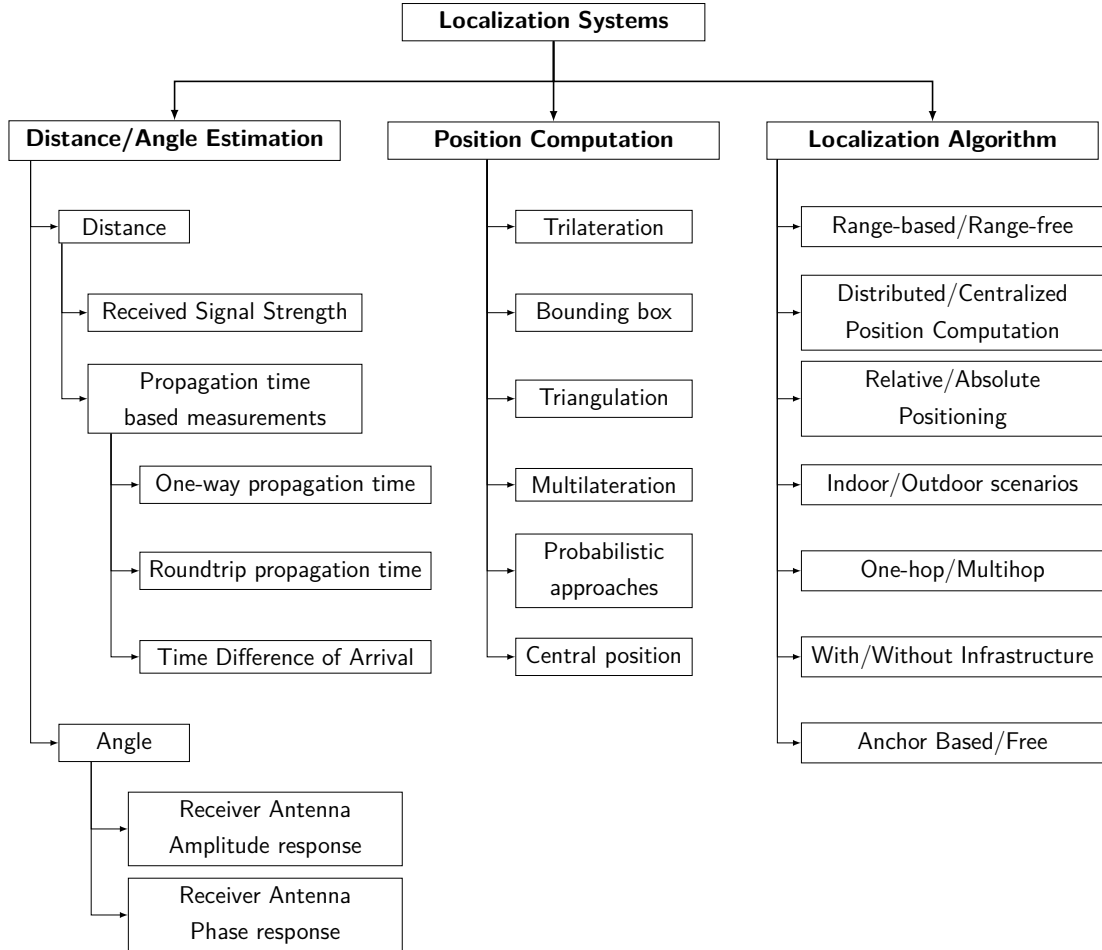 Localization Systems
Distance/Angle Estimation
Position Computation
Localization Algorithm
Distance
Received Signal Strength
Propagation time
based measurements
One-way propagation time
Roundtrip propagation time
Time Difference of Arrival
Angle
Receiver Antenna
Amplitude response
Receiver Antenna
Phase response
Trilateration
Bounding box
Triangulation
Multilateration
Probabilistic
approaches
Central position
Range-based/Range-free
Distributed/Centralized
Position Computation
Relative/Absolute
Positioning
Indoor/Outdoor scenarios
One-hop/Multihop
With/Without Infrastructure
Anchor Based/Free